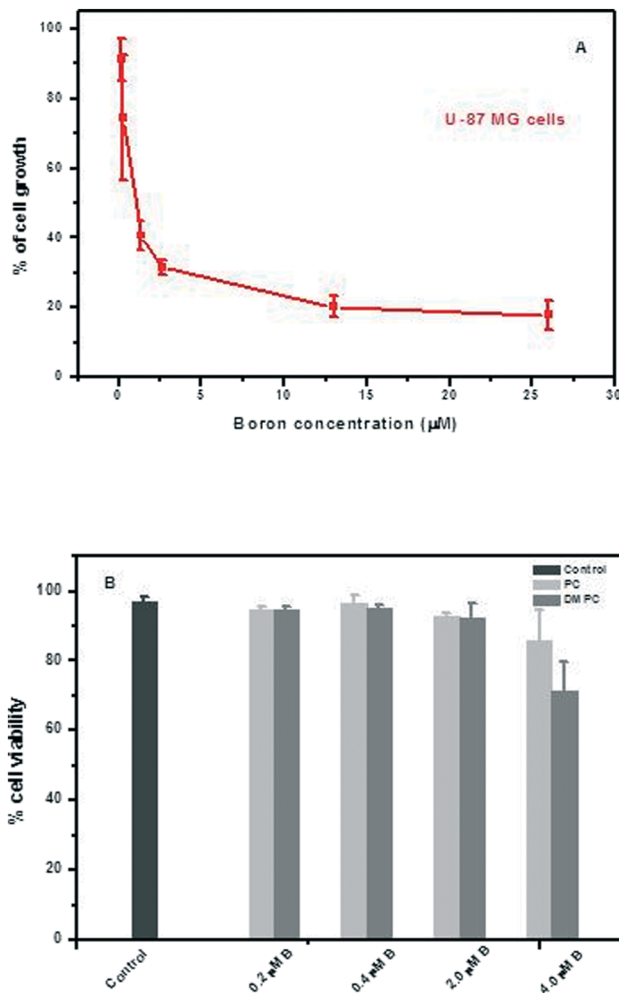 100
A
80
U-87 MG cells
60
% of cell growth
40
20
0
0 5 10 15 20 25 30
Boron concentration (µM)
B
Control
PC
DMPC
100
80
60
% cell viability
40
20
0
Control
0.2 µM B
0.4 µM B
2.0 µM B
4.0 µM B